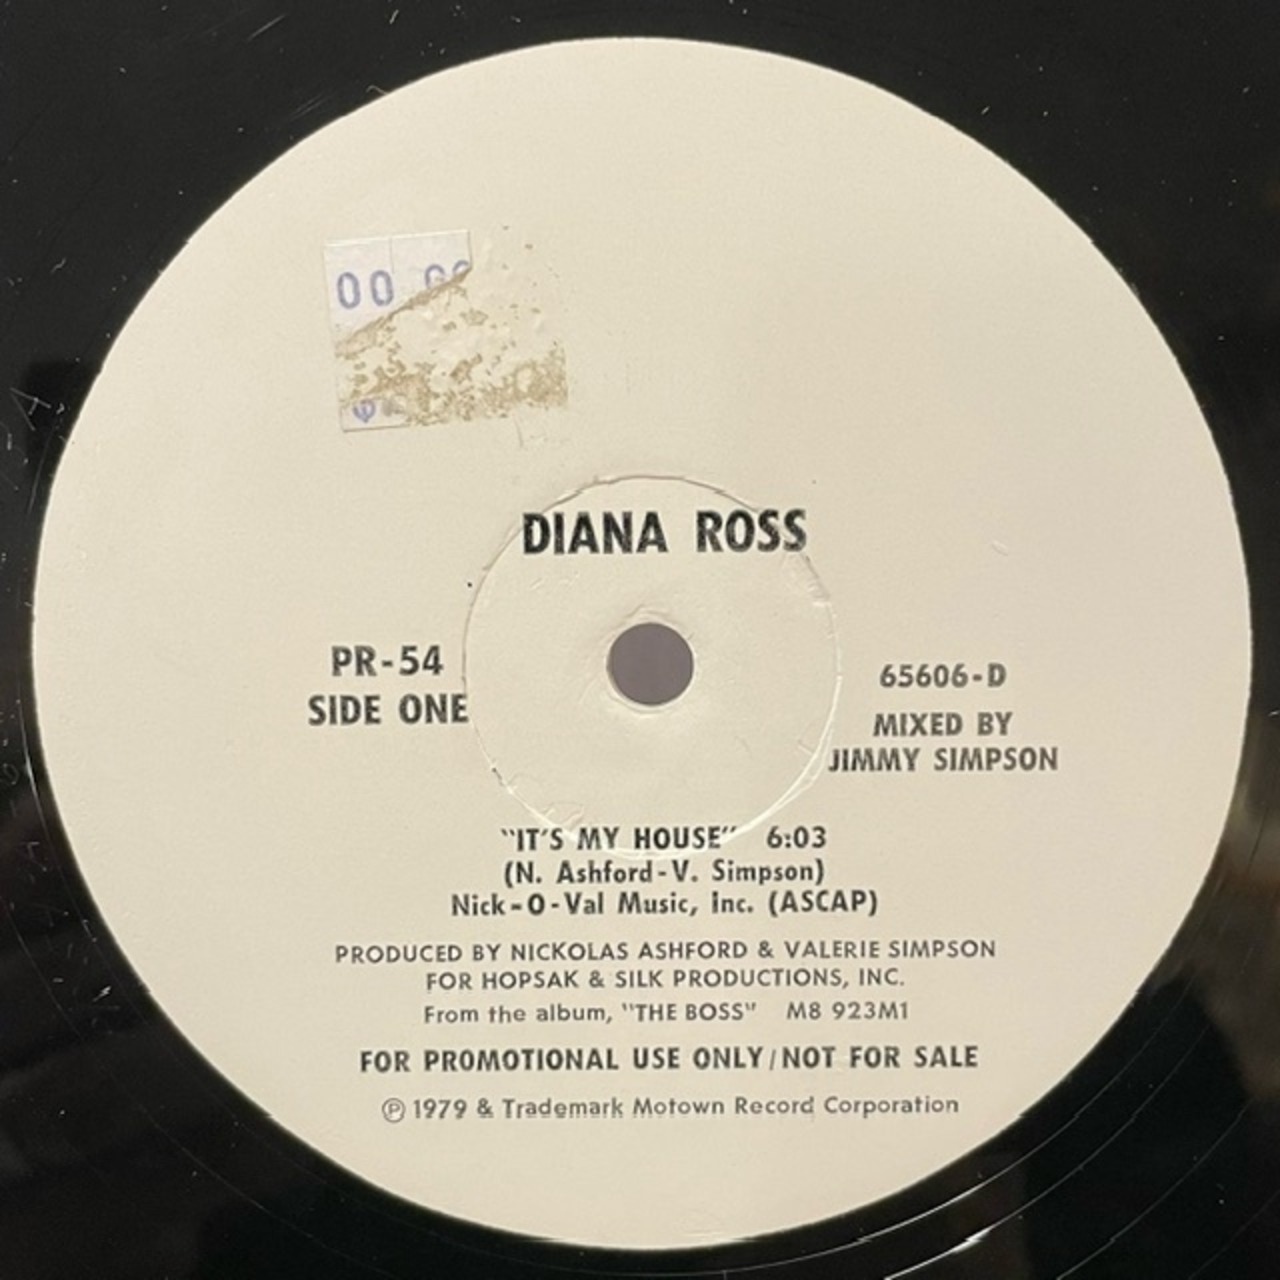 00
DIANA ROSS
PR-54
SIDE ONE
65606-D
MIXED BY
JIMMY SIMPSON
"IT'S MY HOUSE" 6:03
(N. Ashford-V. Simpson)
Nick-O-Val Music, Inc. (ASCAP)
PRODUCED BY NICKOLAS ASHFORD & VALERIE SIMPSON
FOR HOPSAK & SILK PRODUCTIONS, INC.
From the album, "THE BOSS" M8 923M1
FOR PROMOTIONAL USE ONLY/NOT FOR SALE
Ⓟ 1979 & Trademark Motown Record Corporation